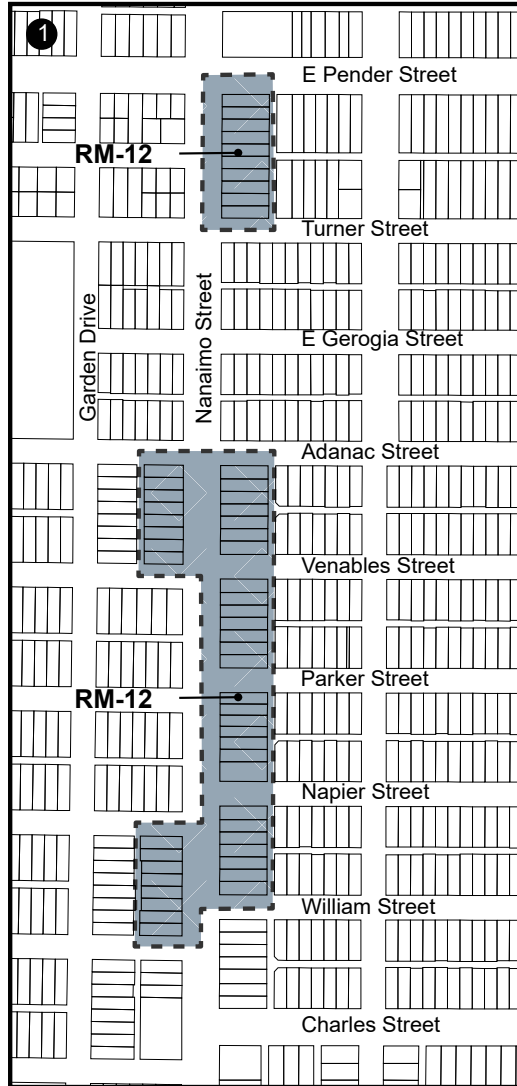 1
E Pender Street
RM-12
Turner Street
Garden Drive
Nanaimo Street
E Gerogia Street
Adanac Street
Venables Street
Parker Street
RM-12
Napier Street
William Street
Charles Street